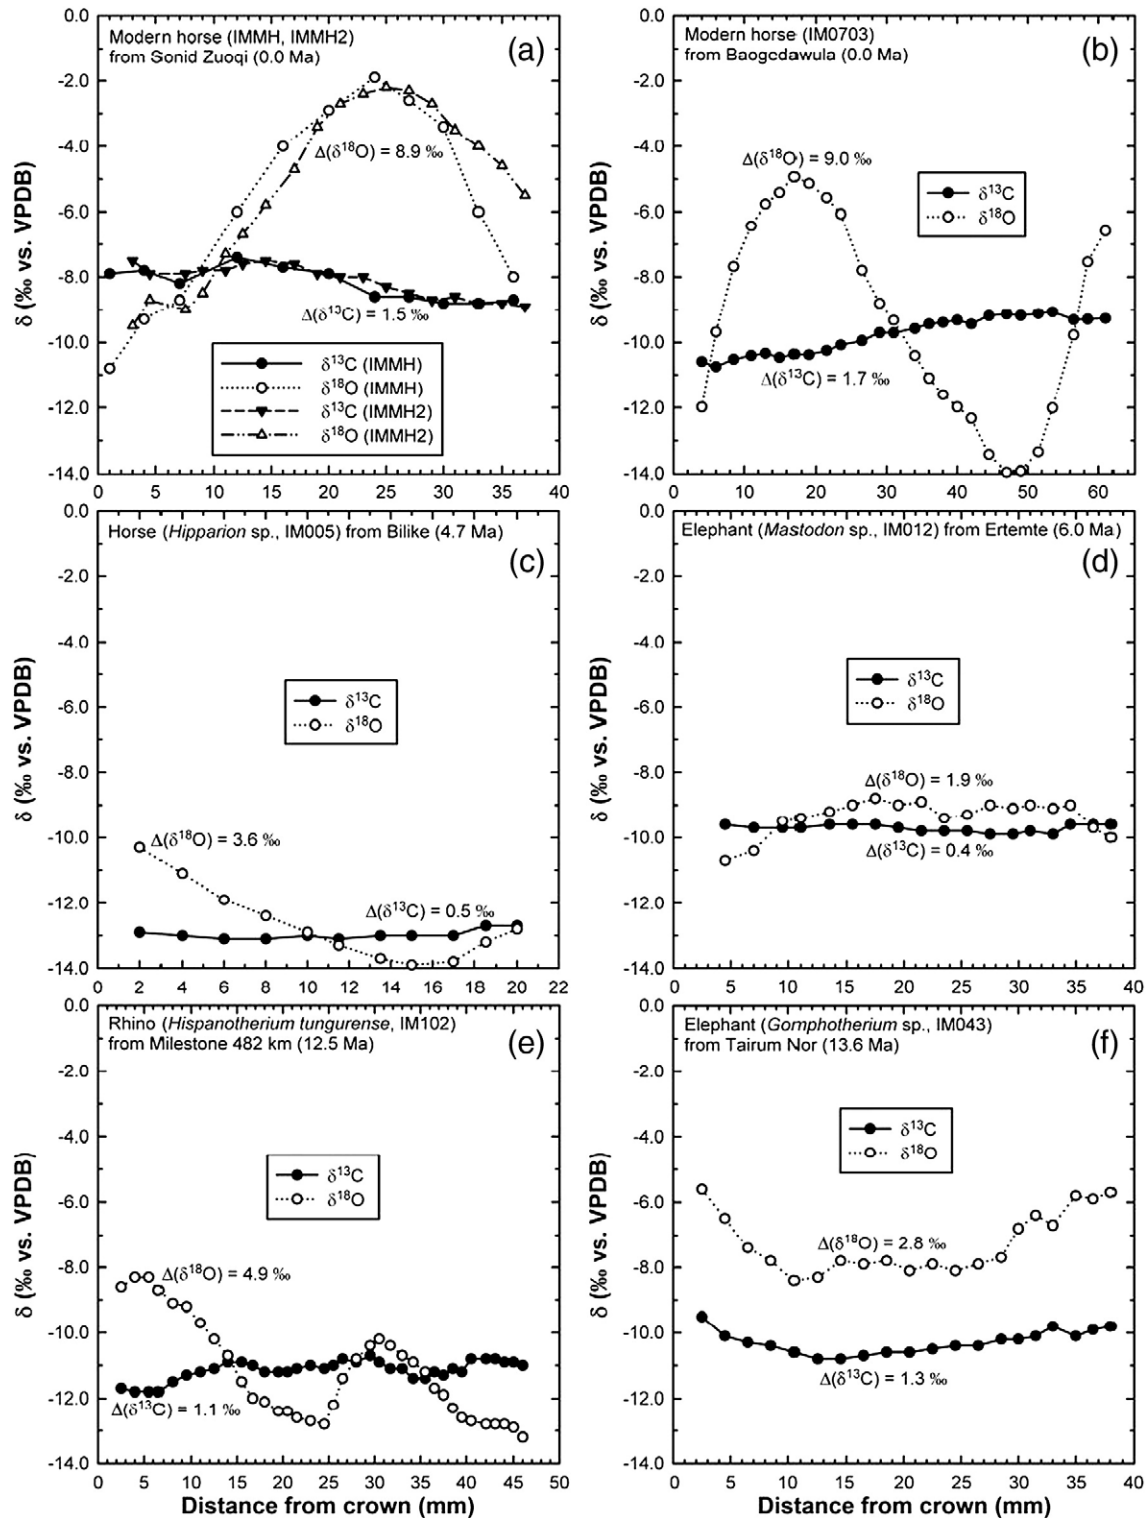 Modern horse (IMMH, IMMH2)
from Sonid Zuoqi (0.0 Ma)
(a)
Δ(δ¹⁸O) = 8.9 ‰
Δ(δ¹³C) = 1.5 ‰
δ¹³C (IMMH)
δ¹⁸O (IMMH)
δ¹³C (IMMH2)
δ¹⁸O (IMMH2)
δ (‰ vs. VPDB)
0.0
-2.0
-4.0
-6.0
-8.0
-10.0
-12.0
-14.0
0 5 10 15 20 25 30 35 40
Modern horse (IM0703)
from Baogedawula (0.0 Ma)
(b)
Δ(δ¹⁸O) = 9.0 ‰
δ¹³C
δ¹⁸O
Δ(δ¹³C) = 1.7 ‰
δ (‰ vs. VPDB)
0.0
-2.0
-4.0
-6.0
-8.0
-10.0
-12.0
-14.0
0 10 20 30 40 50 60
Horse (Hipparion sp., IM005) from Bilike (4.7 Ma)
(c)
δ¹³C
δ¹⁸O
Δ(δ¹⁸O) = 3.6 ‰
Δ(δ¹³C) = 0.5 ‰
δ (‰ vs. VPDB)
0.0
-2.0
-4.0
-6.0
-8.0
-10.0
-12.0
-14.0
0 2 4 6 8 10 12 14 16 18 20 22
Elephant (Mastodon sp., IM012) from Ertemte (6.0 Ma)
(d)
δ¹³C
δ¹⁸O
Δ(δ¹⁸O) = 1.9 ‰
Δ(δ¹³C) = 0.4 ‰
δ (‰ vs. VPDB)
0.0
-2.0
-4.0
-6.0
-8.0
-10.0
-12.0
-14.0
0 5 10 15 20 25 30 35 40
Rhino (Hispanotherium tungurense, IM102)
from Milestone 482 km (12.5 Ma)
(e)
δ¹³C
δ¹⁸O
Δ(δ¹⁸O) = 4.9 ‰
Δ(δ¹³C) = 1.1 ‰
δ (‰ vs. VPDB)
0.0
-2.0
-4.0
-6.0
-8.0
-10.0
-12.0
-14.0
0 5 10 15 20 25 30 35 40 45 50
Distance from crown (mm)
Elephant (Gomphotherium sp., IM043)
from Tairum Nor (13.6 Ma)
(f)
δ¹³C
δ¹⁸O
Δ(δ¹⁸O) = 2.8 ‰
Δ(δ¹³C) = 1.3 ‰
δ (‰ vs. VPDB)
0.0
-2.0
-4.0
-6.0
-8.0
-10.0
-12.0
-14.0
0 5 10 15 20 25 30 35 40
Distance from crown (mm)